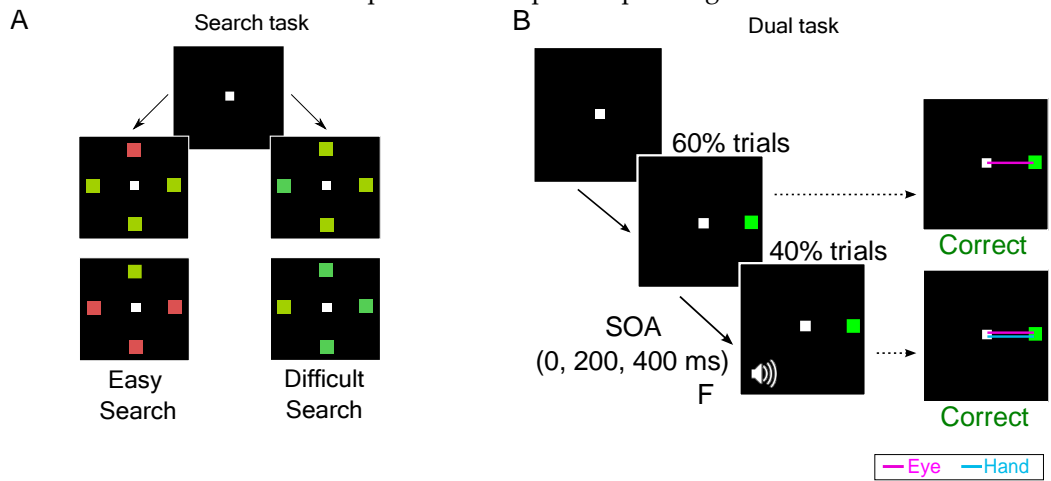 A
Search task
Easy
Search
Difficult
Search
B
Dual task
60% trials
40% trials
SOA
(0, 200, 400 ms)
F
Correct
Correct
Eye
Hand